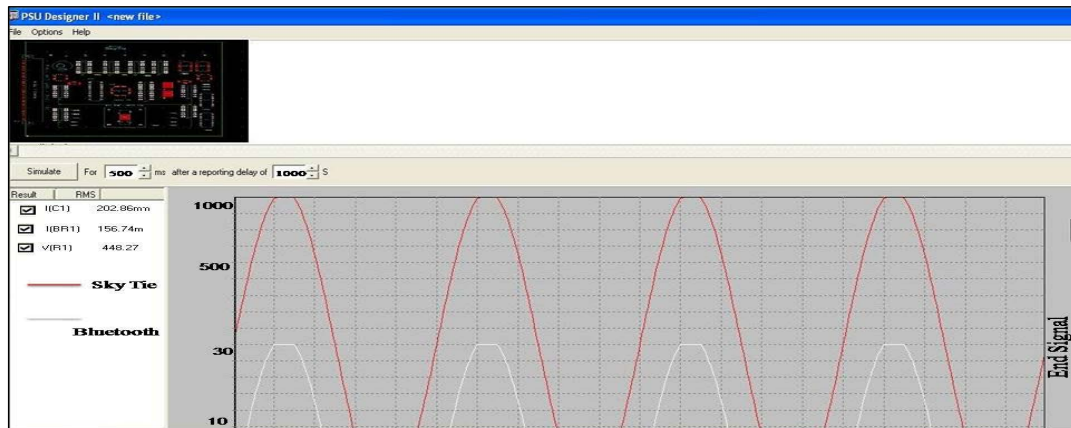 PSU Designer II <new file>
File Options Help
Simulate For 500 ms after a reporting delay of 1000 S
Result RMS
I(C1) 202.86mm
I(BR1) 156.74m
V(R1) 448.27
Sky Tie
Bluetooth
1000
500
30
10
End Signal